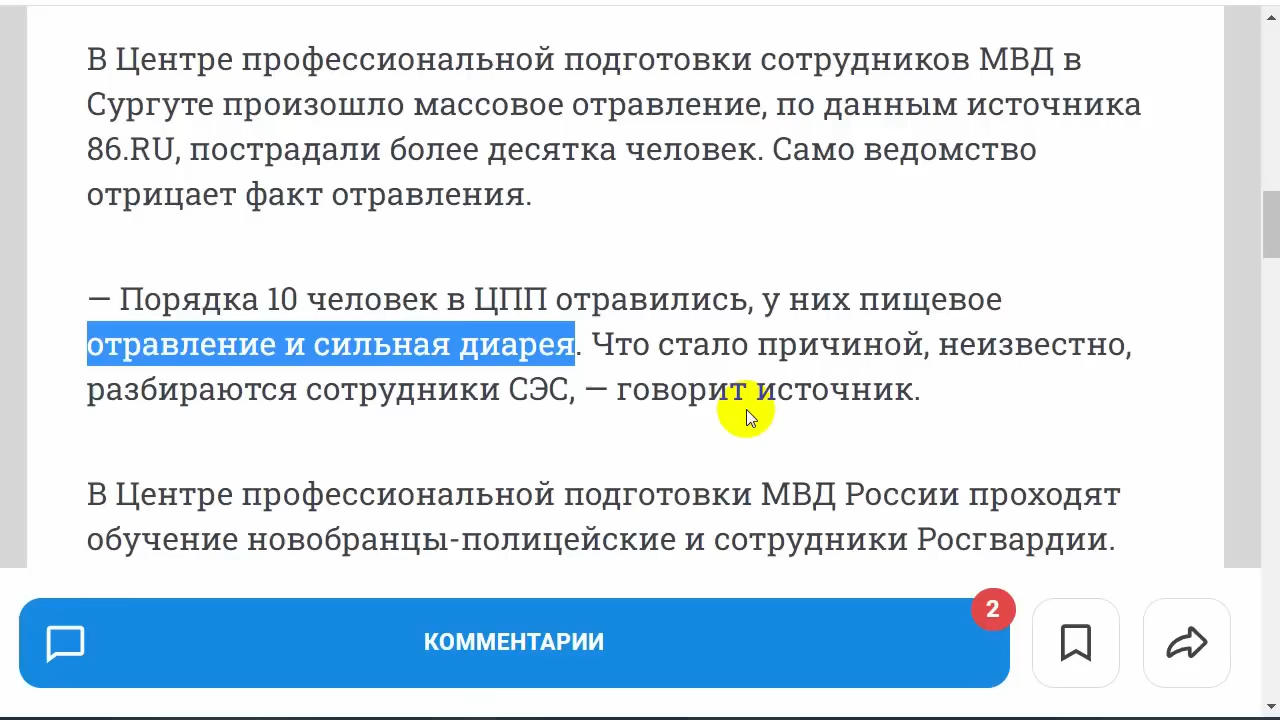 В Центре профессиональной подготовки сотрудников МВД в
Сургуте произошло массовое отравление, по данным источника
86.RU, пострадали более десятка человек. Само ведомство
отрицает факт отравления.
— Порядка 10 человек в ЦПП отравились, у них пищевое
отравление и сильная диарея. Что стало причиной, неизвестно,
разбираются сотрудники СЭС, — говорит источник.
В Центре профессиональной подготовки МВД России проходят
обучение новобранцы-полицейские и сотрудники Росгвардии.
2
КОММЕНТАРИИ